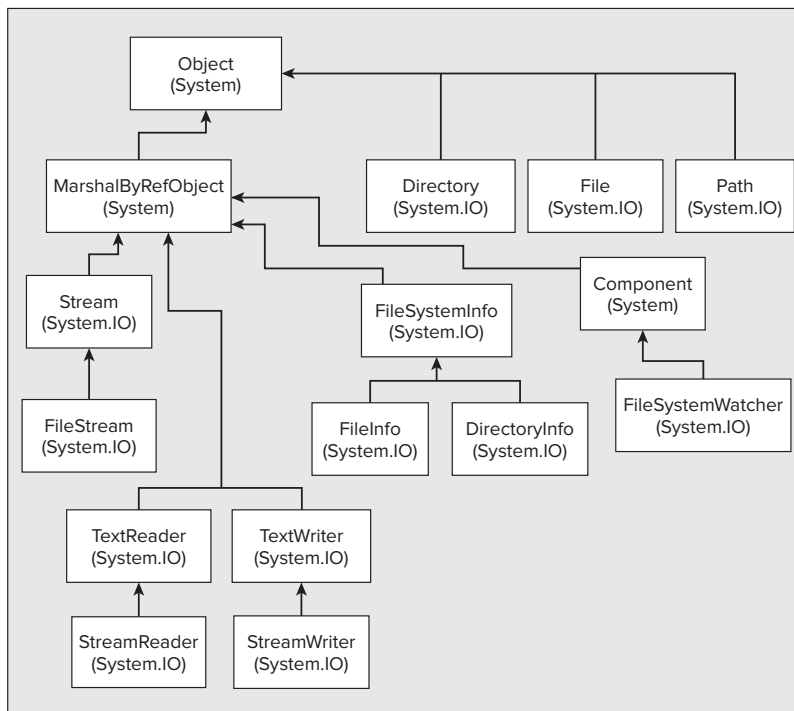 Object
(System)
MarshalByRefObject
(System)
Directory
(System.IO)
File
(System.IO)
Path
(System.IO)
Stream
(System.IO)
FileSystemInfo
(System.IO)
Component
(System)
FileStream
(System.IO)
FileInfo
(System.IO)
DirectoryInfo
(System.IO)
FileSystemWatcher
(System.IO)
TextReader
(System.IO)
TextWriter
(System.IO)
StreamReader
(System.IO)
StreamWriter
(System.IO)